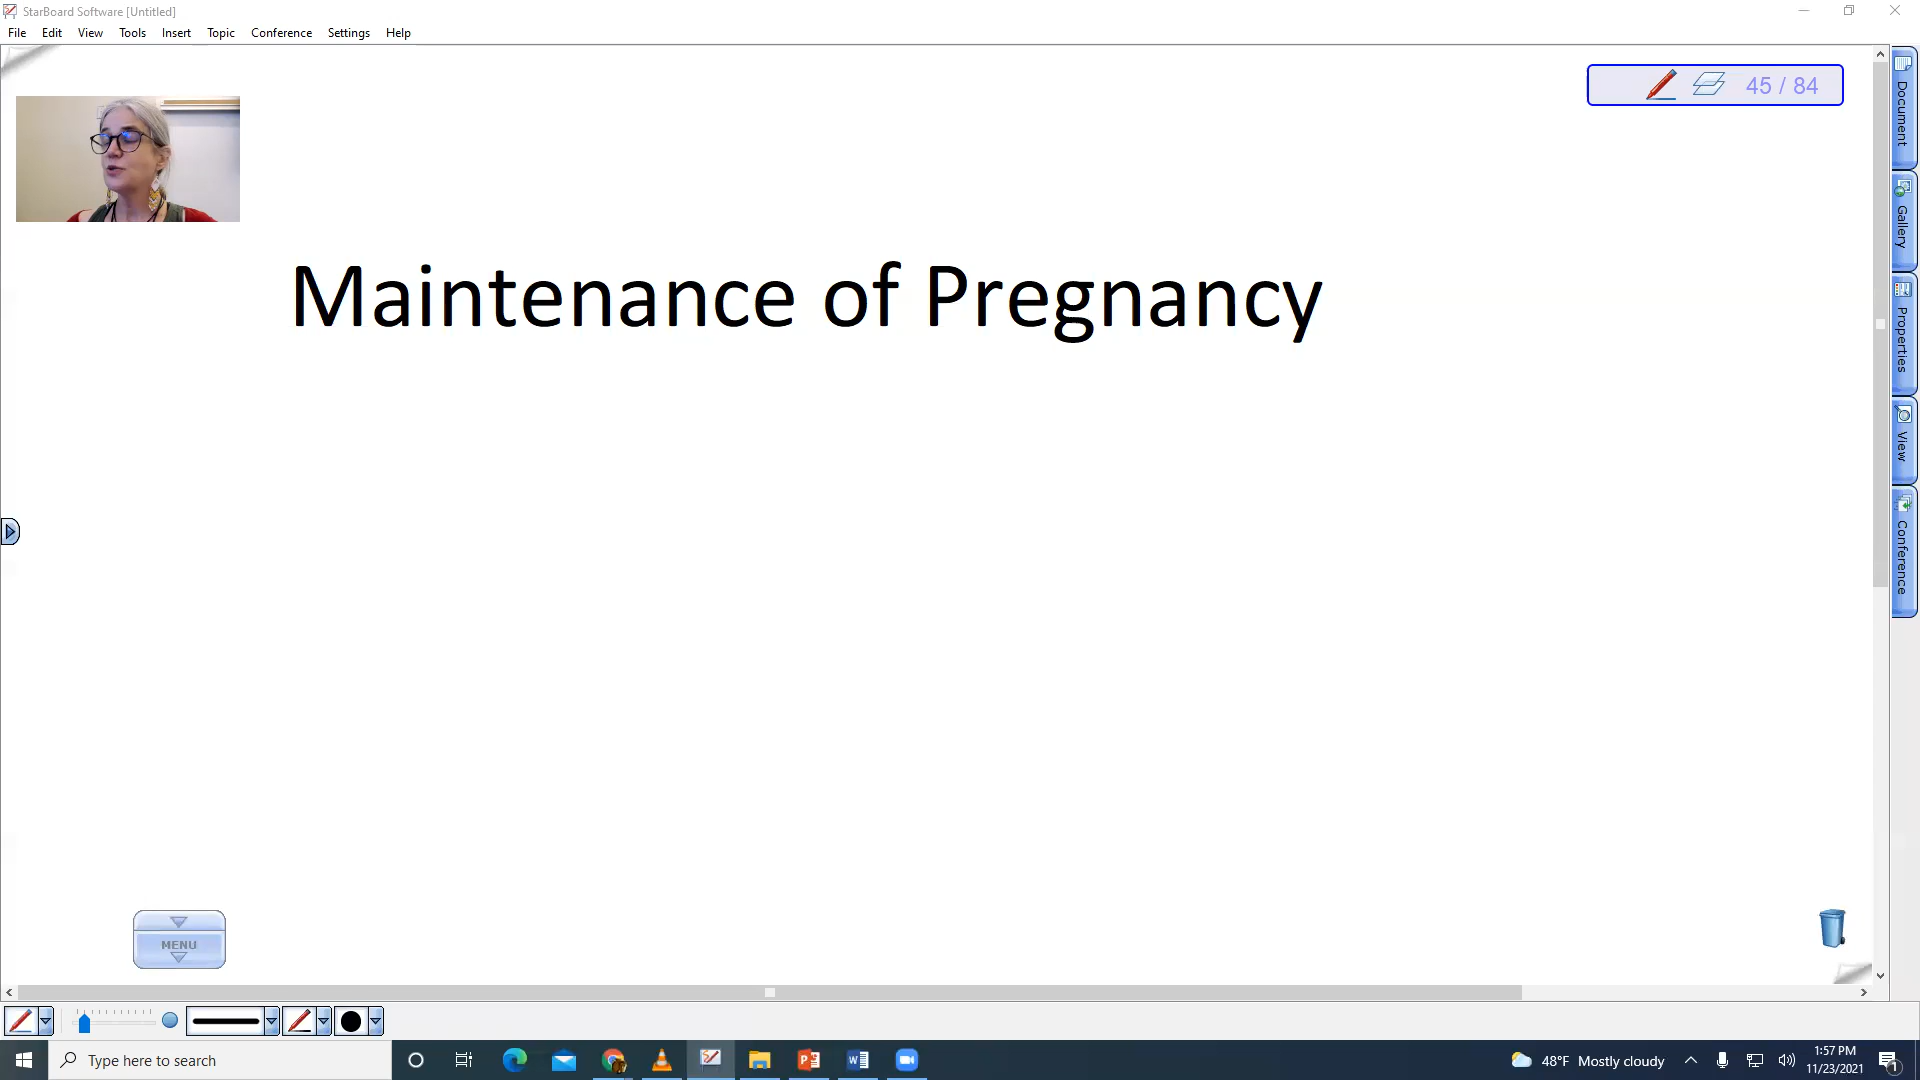 StarBoard Software [Untitled]
File Edit View Tools Insert Topic Conference Settings Help
45 / 84
Document
Gallery
Properties
View
Conference
Maintenance of Pregnancy
MENU
Type here to search
48°F Mostly cloudy
1:57 PM
11/23/2021
1